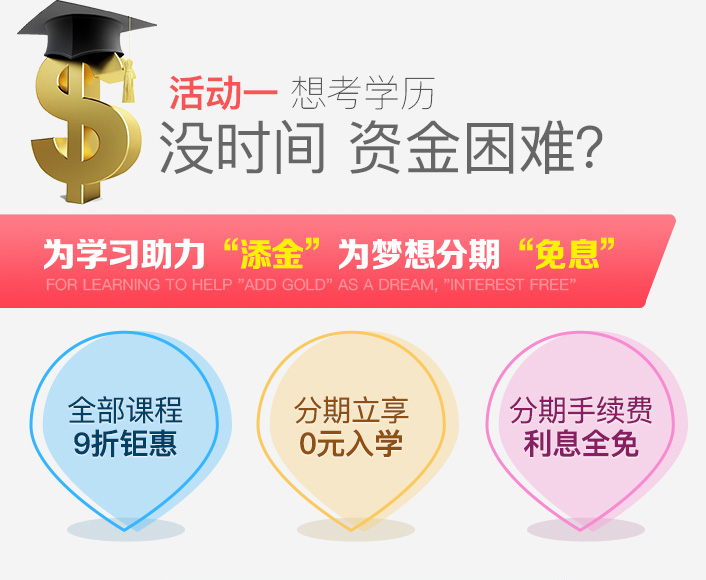 活动一 想考学历
没时间 资金困难？
为学习助力“添金”为梦想分期“免息”
FOR LEARNING TO HELP "ADD GOLD" AS A DREAM, "INTEREST FREE"
全部课程
9折钜惠
分期立享
0元入学
分期手续费
利息全免